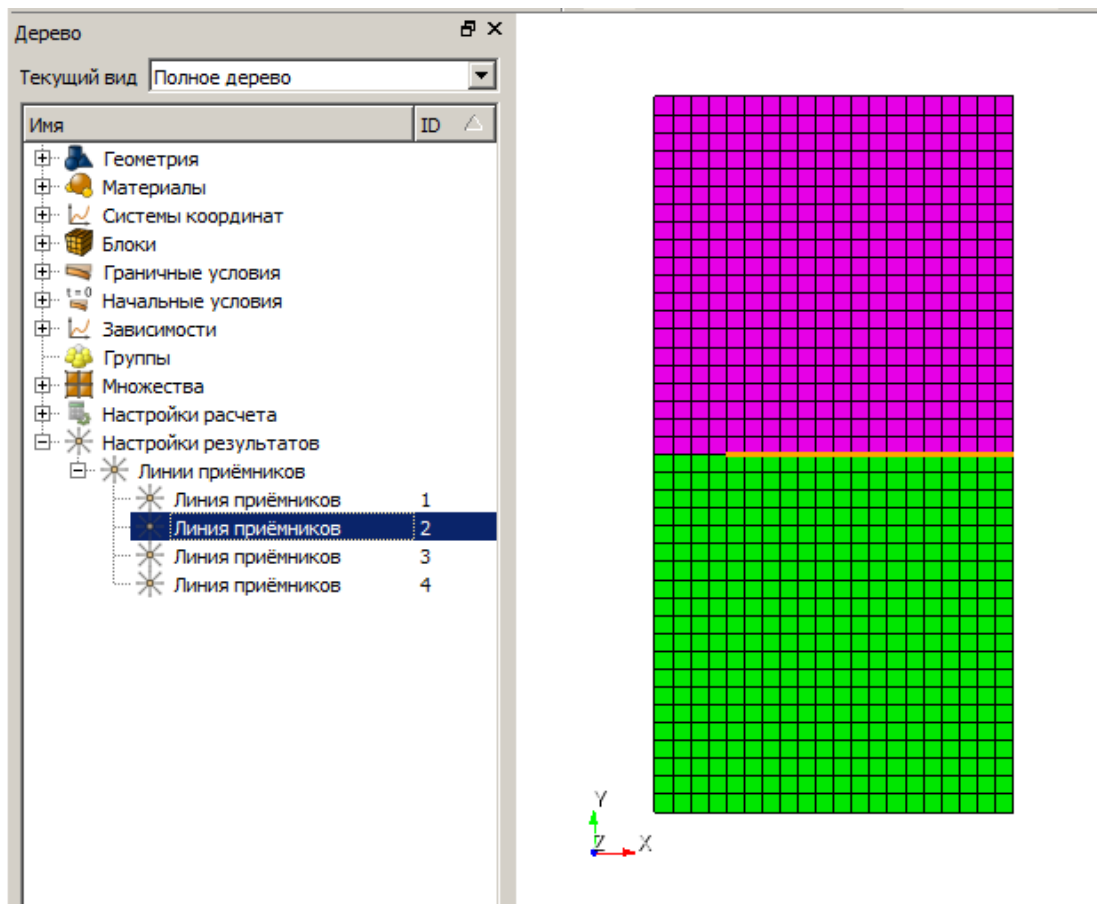 Дерево
Текущий вид Полное дерево
Имя ID
Геометрия
Материалы
Системы координат
Блоки
Граничные условия
t=0 Начальные условия
Зависимости
Группы
Множества
Настройки расчета
Настройки результатов
Линии приёмников
Линия приёмников 1
Линия приёмников 2
Линия приёмников 3
Линия приёмников 4
Y
Z X